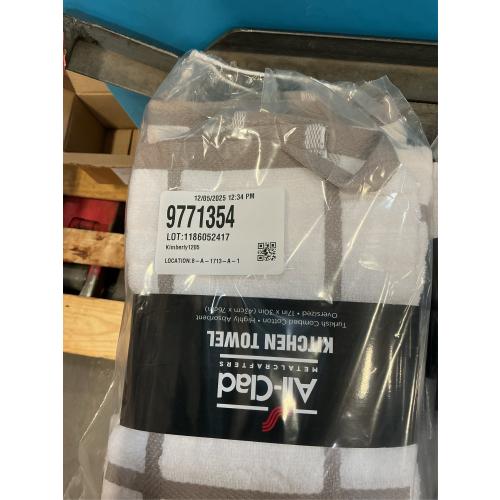 12/05/2025 12:34 PM
9771354
LOT:1186052417
Kimberly1205
LOCATION:8-A-1713-A-1
All-Clad
METALCRAFTERS
KITCHEN TOWEL
Turkish Combed Cotton • Highly Absorbent
Oversized • 17in x 30in (43cm x 76cm)